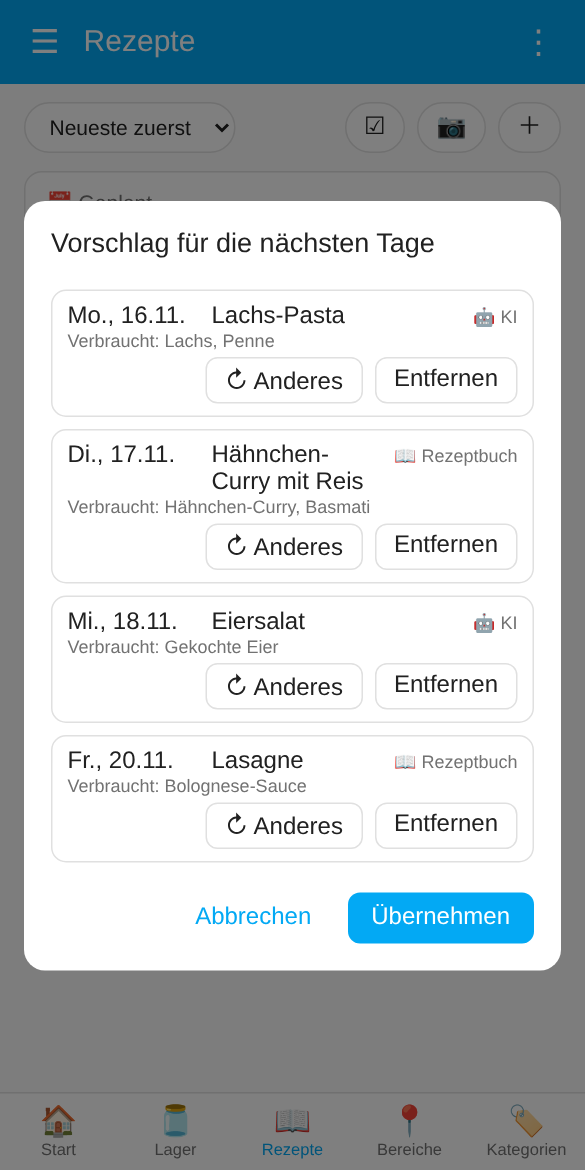 ☰ Rezepte ⋮
Neueste zuerst ☑ 📷 +
📅 Geplant
Vorschlag für die nächsten Tage
Mo., 16.11. Lachs-Pasta 🤖 KI
Verbraucht: Lachs, Penne
↻ Anderes Entfernen
Di., 17.11. Hähnchen- 📖 Rezeptbuch
Curry mit Reis
Verbraucht: Hähnchen-Curry, Basmati
↻ Anderes Entfernen
Mi., 18.11. Eiersalat 🤖 KI
Verbraucht: Gekochte Eier
↻ Anderes Entfernen
Fr., 20.11. Lasagne 📖 Rezeptbuch
Verbraucht: Bolognese-Sauce
↻ Anderes Entfernen
Abbrechen Übernehmen
Start Lager Rezepte Bereiche Kategorien